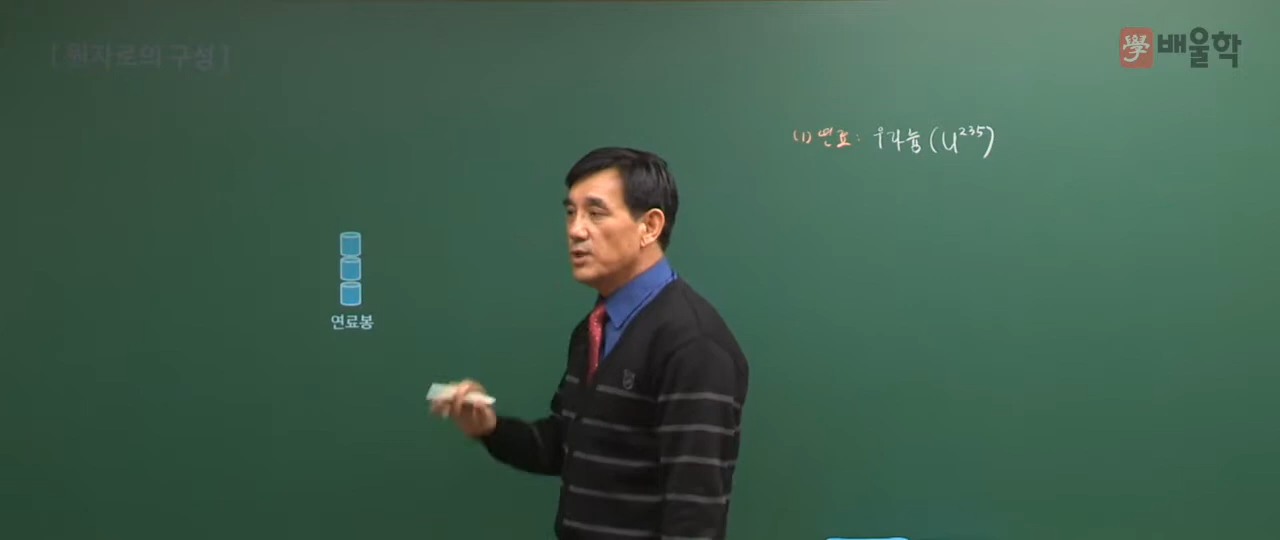 [ 원자로의 구성 ]
學 배울학
(1) 연료 : 우라늄 (U²³⁵)
연료봉